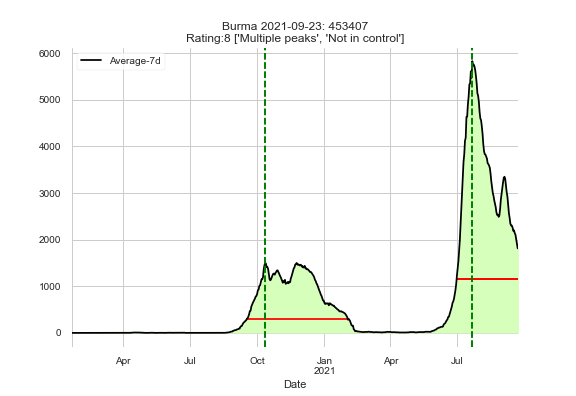 Burma 2021-09-23: 453407
Rating:8 ['Multiple peaks', 'Not in control']
Average-7d
6000
5000
4000
3000
2000
1000
0
Apr Jul Oct Jan Apr Jul
2021
Date